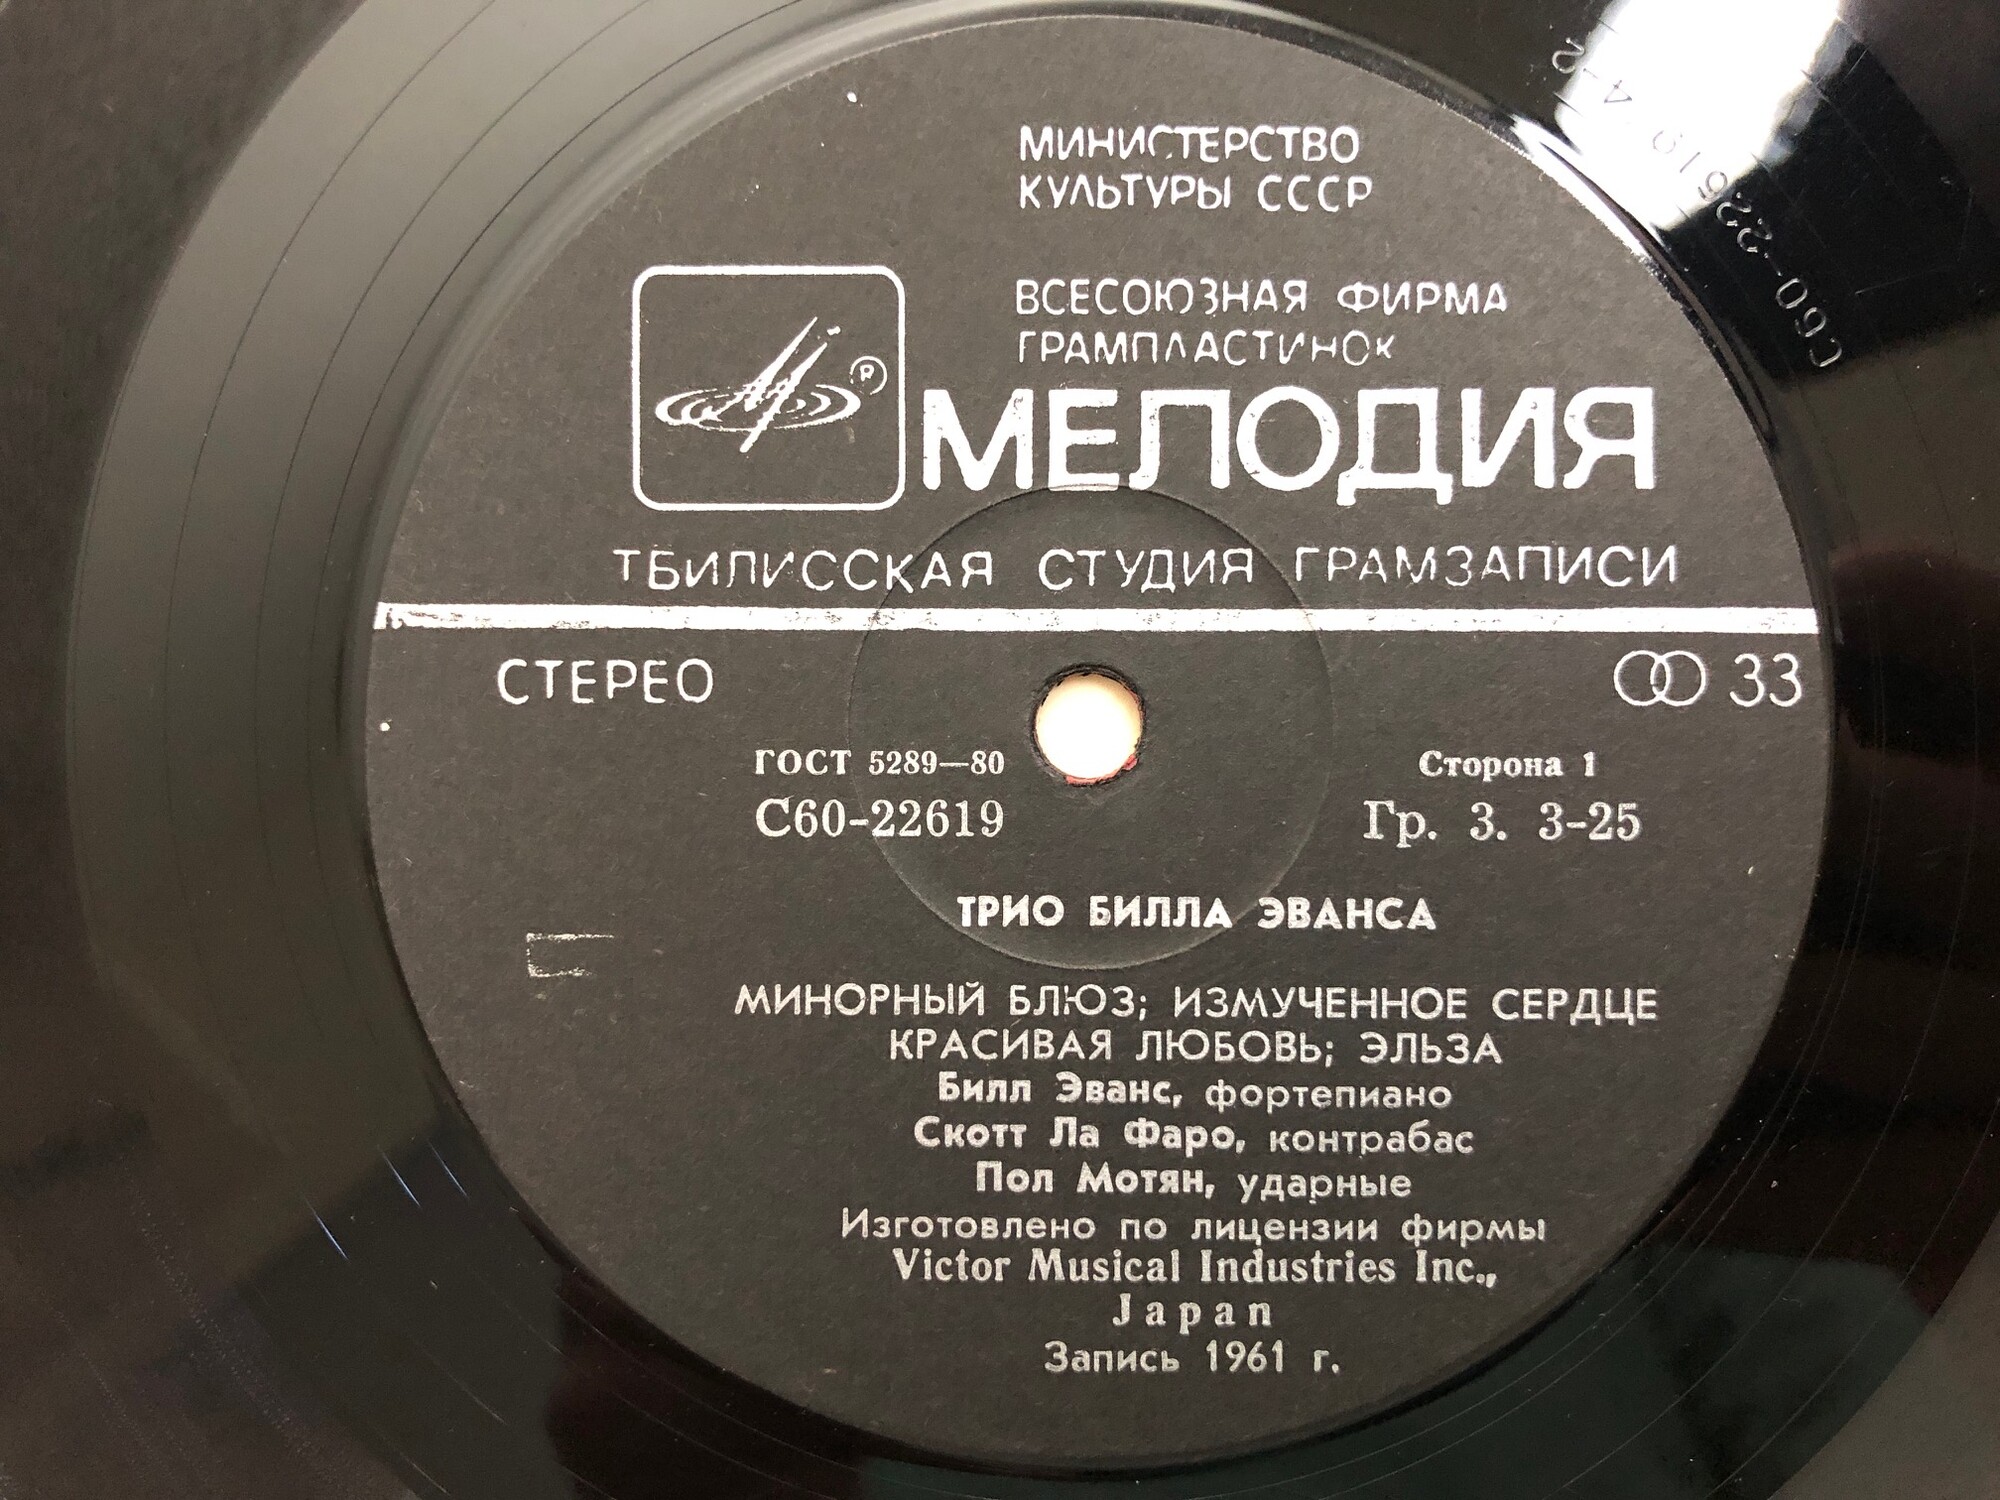 МИНИСТЕРСТВО
КУЛЬТУРЫ СССР
ВСЕСОЮЗНАЯ ФИРМА
ГРАМПЛАСТИНОК
®
МЕЛОДИЯ
ТБИЛИССКАЯ СТУДИЯ ГРАМЗАПИСИ
СТЕРЕО
33
ГОСТ 5289—80
Сторона 1
С60-22619
Гр. 3. 3-25
ТРИО БИЛЛА ЭВАНСА
МИНОРНЫЙ БЛЮЗ; ИЗМУЧЕННОЕ СЕРДЦЕ
КРАСИВАЯ ЛЮБОВЬ; ЭЛЬЗА
Билл Эванс, фортепиано
Скотт Ла Фаро, контрабас
Пол Мотян, ударные
Изготовлено по лицензии фирмы
Victor Musical Industries Inc.,
Japan
Запись 1961 г.